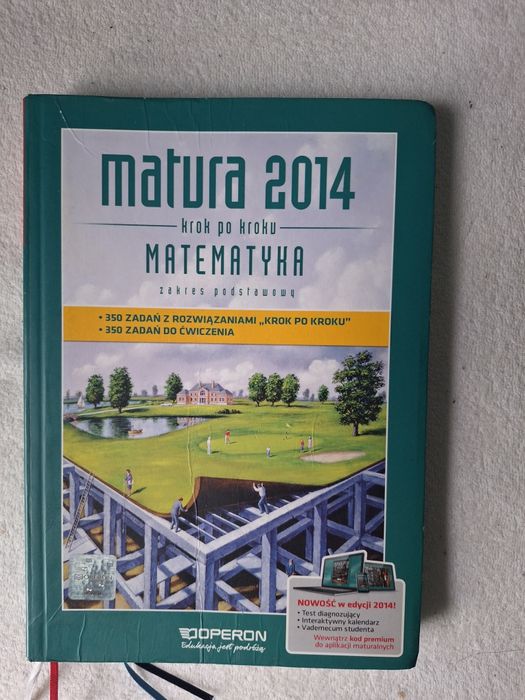 matura 2014
krok po kroku
MATEMATYKA
zakres podstawowy
• 350 ZADAŃ Z ROZWIĄZANIAMI „KROK PO KROKU”
• 350 ZADAŃ DO ĆWICZENIA
NOWOŚĆ w edycji 2014!
• Test diagnozujący
• Interaktywny kalendarz
• Vademecum studenta
Wewnątrz kod premium
do aplikacji maturalnych
OPERON
Edukacja jest podróżą